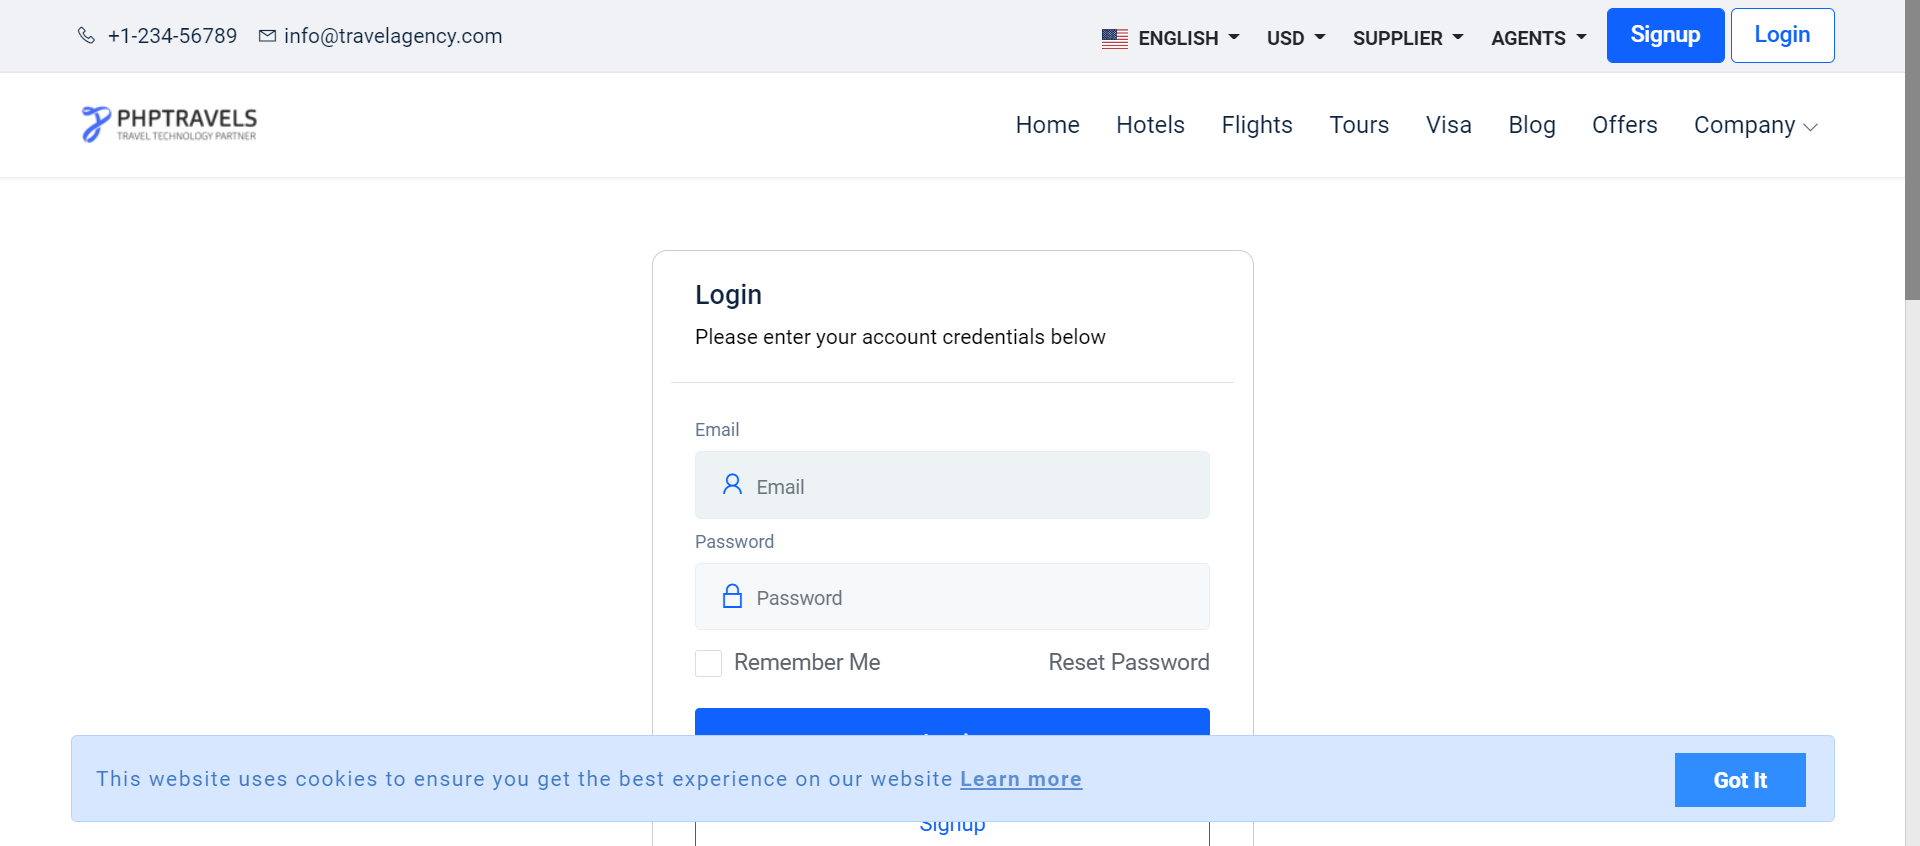 +1-234-56789 info@travelagency.com ENGLISH USD SUPPLIER AGENTS Signup Login
PHPTRAVELS
TRAVEL TECHNOLOGY PARTNER
Home Hotels Flights Tours Visa Blog Offers Company
Login
Please enter your account credentials below
Email
Email
Password
Password
Remember Me Reset Password
This website uses cookies to ensure you get the best experience on our website Learn more Got It
Signup